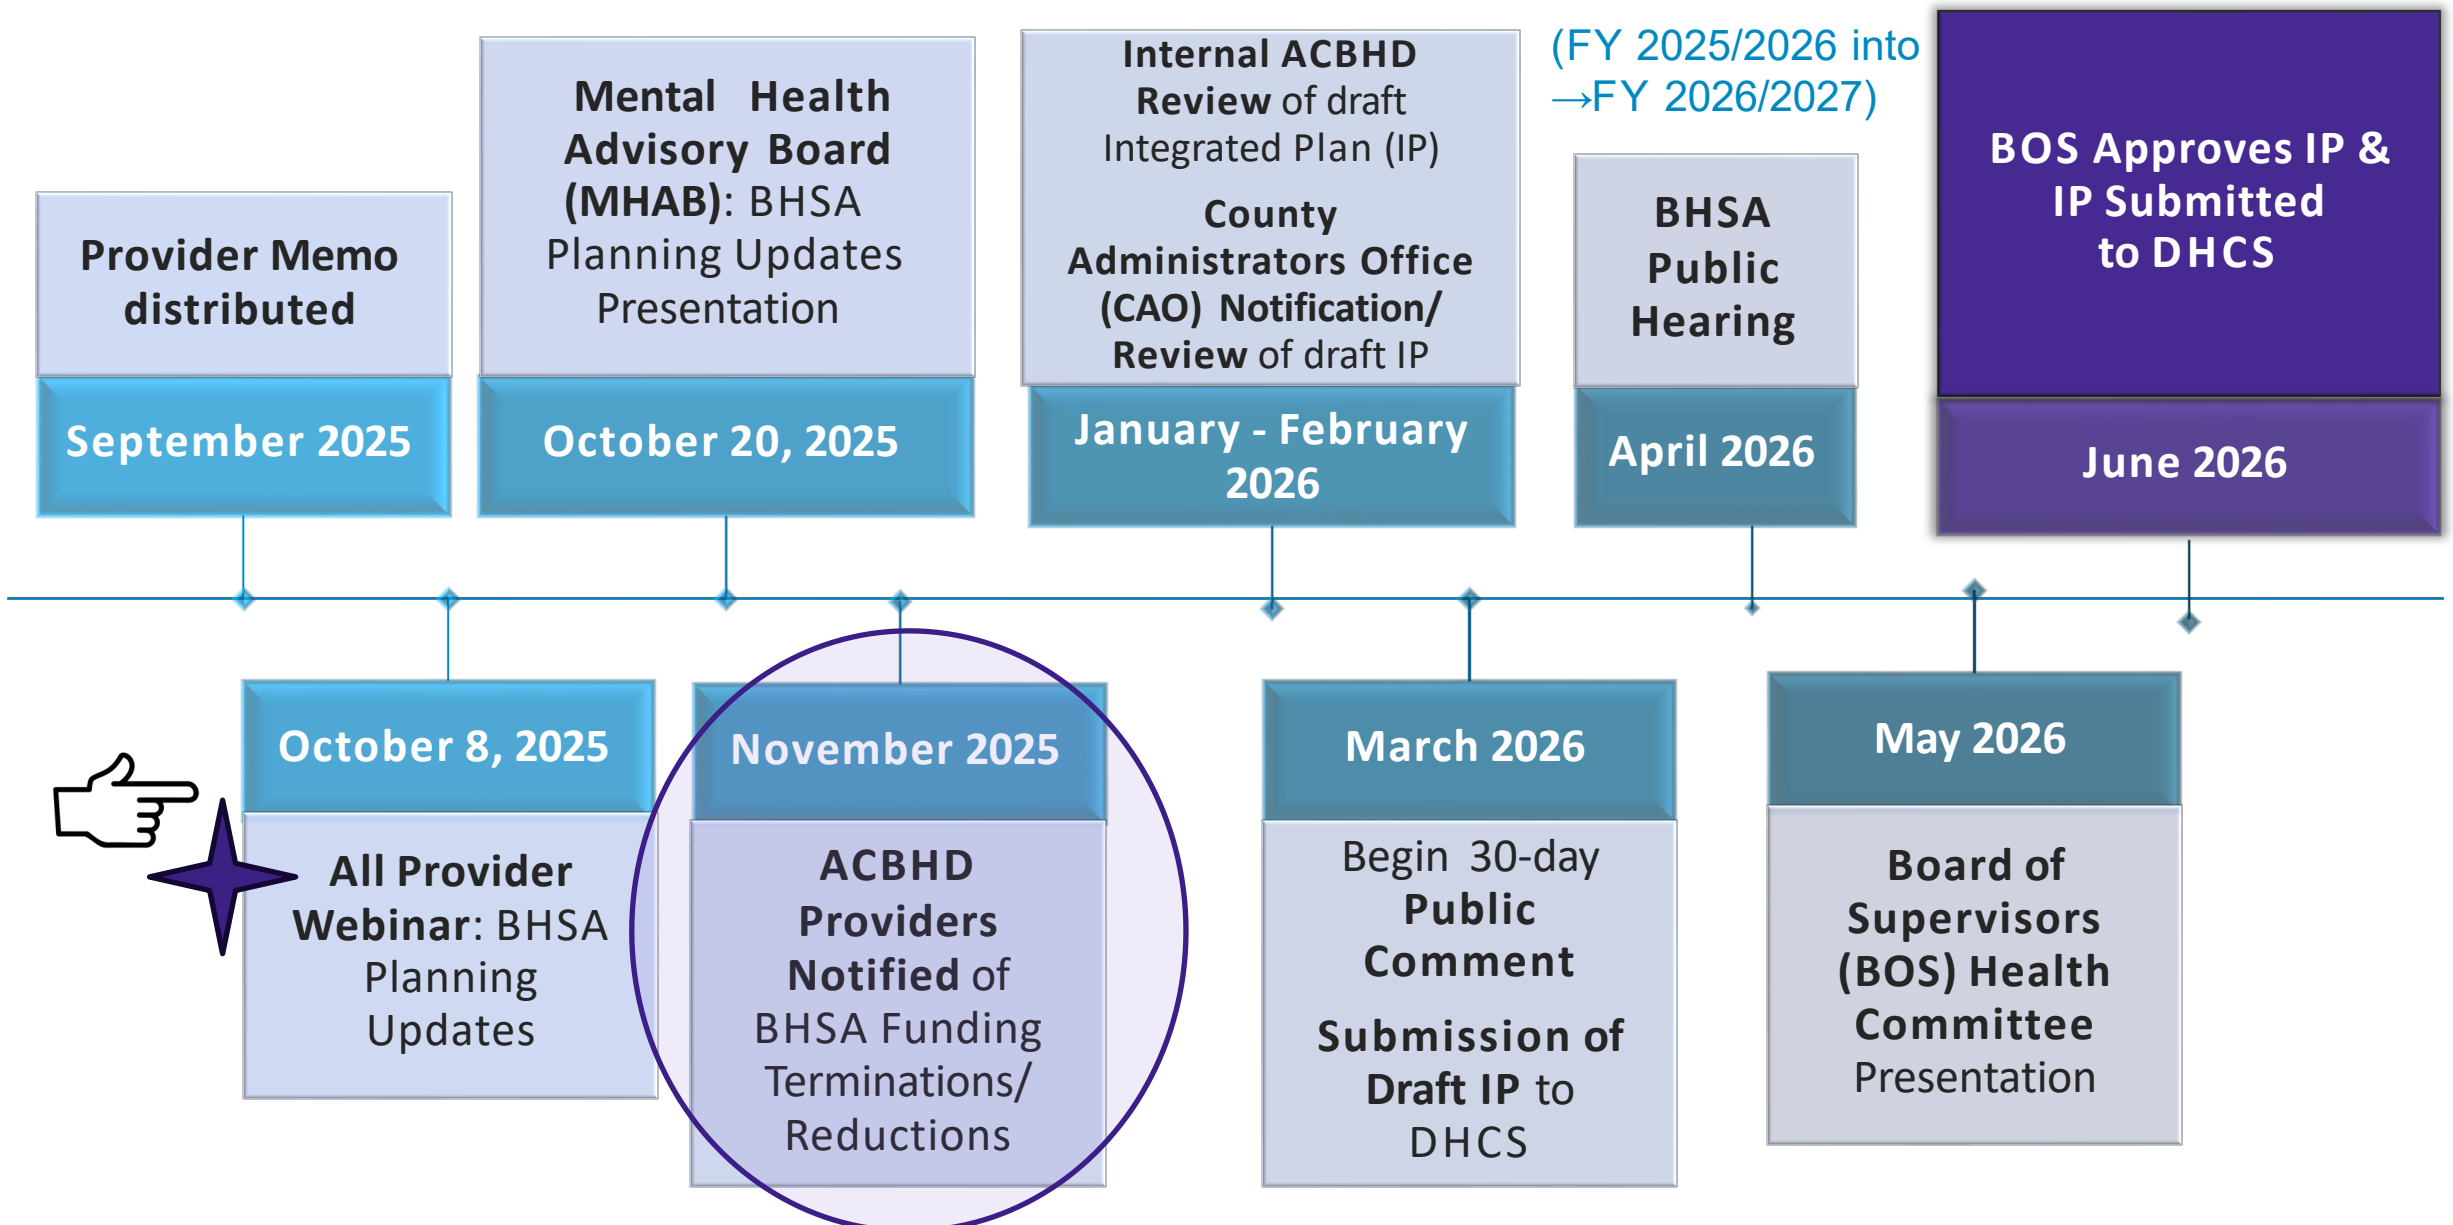 Provider Memo
distributed
September 2025
Mental Health
Advisory Board
(MHAB): BHSA
Planning Updates
Presentation
October 20, 2025
Internal ACBHD
Review of draft
Integrated Plan (IP)
County
Administrators Office
(CAO) Notification/
Review of draft IP
January - February
2026
(FY 2025/2026 into
→FY 2026/2027)
BHSA
Public
Hearing
April 2026
BOS Approves IP &
IP Submitted
to DHCS
June 2026
October 8, 2025
All Provider
Webinar: BHSA
Planning
Updates
November 2025
ACBHD
Providers
Notified of
BHSA Funding
Terminations/
Reductions
March 2026
Begin 30-day
Public
Comment
Submission of
Draft IP to
DHCS
May 2026
Board of
Supervisors
(BOS) Health
Committee
Presentation